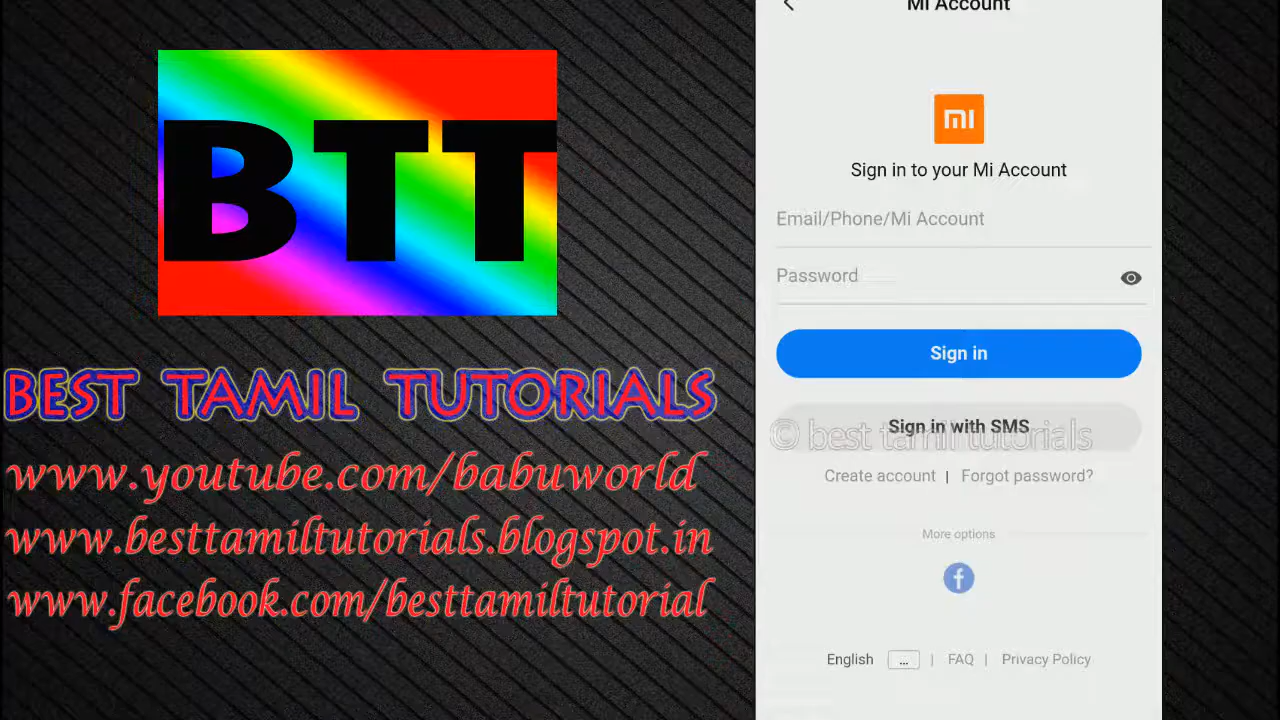 BTT
BEST TAMIL TUTORIALS
www.youtube.com/babuworld
www.besttamiltutorials.blogspot.in
www.facebook.com/besttamiltutorial
Mi Account
mi
Sign in to your Mi Account
Email/Phone/Mi Account
Password
Sign in
Sign in with SMS
© best tamil tutorials
Create account | Forgot password?
More options
f
English ... | FAQ | Privacy Policy